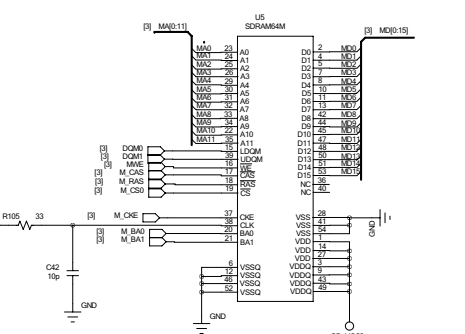 U5
SDRAM64M
[3] MA[0:11]
[3] MD[0:15]
MA0 23 A0 D0 2 MD0
MA1 24 A1 D1 4 MD1
MA2 25 A2 D2 5 MD2
MA3 26 A3 D3 7 MD3
MA4 29 A4 D4 8 MD4
MA5 30 A5 D5 10 MD5
MA6 31 A6 D6 11 MD6
MA7 32 A7 D7 13 MD7
MA8 33 A8 D8 42 MD8
MA9 34 A9 D9 44 MD9
MA10 22 A10 D10 45 MD10
MA11 35 A11 D11 47 MD11
[3] DQM0 15 LDQM D12 48 MD12
[3] DQM1 39 UDQM D13 50 MD13
[3] MWE 16 WE D14 51 MD14
[3] M_CAS 17 CAS D15 53 MD15
[3] M_RAS 18 RAS NC 36
[3] M_CS0 19 CS NC 40
R105 33
[3] M_CKE 37 CKE VSS 28
38 CLK VSS 41
[3] M_BA0 20 BA0 VSS 54
[3] M_BA1 21 BA1 VDD 1
VDD 14
VDD 27
6 VSSQ VDDQ 3
12 VSSQ VDDQ 9
46 VSSQ VDDQ 43
52 VSSQ VDDQ 49
GND
C42
10p
GND
GND